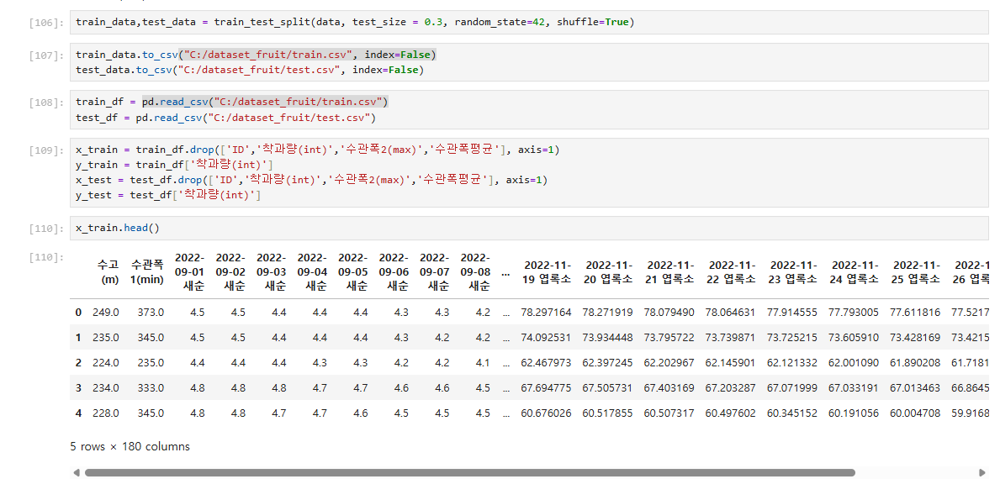 [106]: train_data,test_data = train_test_split(data, test_size = 0.3, random_state=42, shuffle=True)
[107]: train_data.to_csv("C:/dataset_fruit/train.csv", index=False)
test_data.to_csv("C:/dataset_fruit/test.csv", index=False)
[108]: train_df = pd.read_csv("C:/dataset_fruit/train.csv")
test_df = pd.read_csv("C:/dataset_fruit/test.csv")
[109]: x_train = train_df.drop(['ID','착과량(int)','수관폭2(max)','수관폭평균'], axis=1)
y_train = train_df['착과량(int)']
x_test = test_df.drop(['ID','착과량(int)','수관폭2(max)','수관폭평균'], axis=1)
y_test = test_df['착과량(int)']
[110]: x_train.head()
[110]: 수고(m) 수관폭1(min) 2022-09-01 새순 2022-09-02 새순 2022-09-03 새순 2022-09-04 새순 2022-09-05 새순 2022-09-06 새순 2022-09-07 새순 2022-09-08 새순 ... 2022-11-19 엽록소 2022-11-20 엽록소 2022-11-21 엽록소 2022-11-22 엽록소 2022-11-23 엽록소 2022-11-24 엽록소 2022-11-25 엽록소 2022-1 26 엽록
0 249.0 373.0 4.5 4.5 4.4 4.4 4.4 4.3 4.3 4.2 ... 78.297164 78.271919 78.079490 78.064631 77.914555 77.793005 77.611816 77.5217
1 235.0 345.0 4.5 4.5 4.4 4.4 4.4 4.3 4.2 4.2 ... 74.092531 73.934448 73.795722 73.739871 73.725215 73.605910 73.428169 73.4215
2 224.0 235.0 4.4 4.4 4.4 4.3 4.3 4.2 4.2 4.1 ... 62.467973 62.397245 62.202967 62.145901 62.121332 62.001090 61.890208 61.7181
3 234.0 333.0 4.8 4.8 4.8 4.7 4.7 4.6 4.6 4.5 ... 67.694775 67.505731 67.403169 67.203287 67.071999 67.033191 67.013463 66.8645
4 228.0 345.0 4.8 4.8 4.7 4.7 4.6 4.5 4.5 4.5 ... 60.676026 60.517855 60.507317 60.497602 60.345152 60.191056 60.004708 59.9168
5 rows × 180 columns